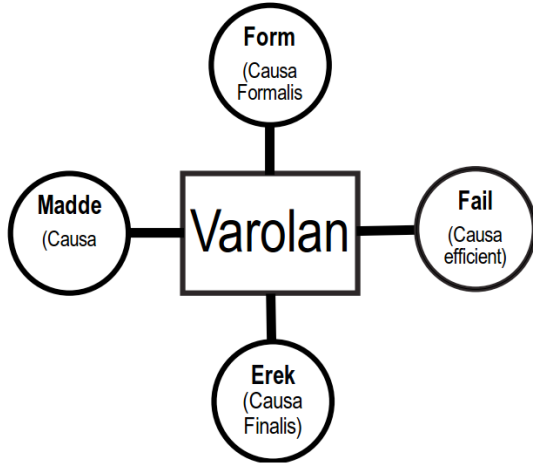 Form
(Causa
Formalis
Madde
(Causa
Varolan
Fail
(Causa
efficient)
Erek
(Causa
Finalis)